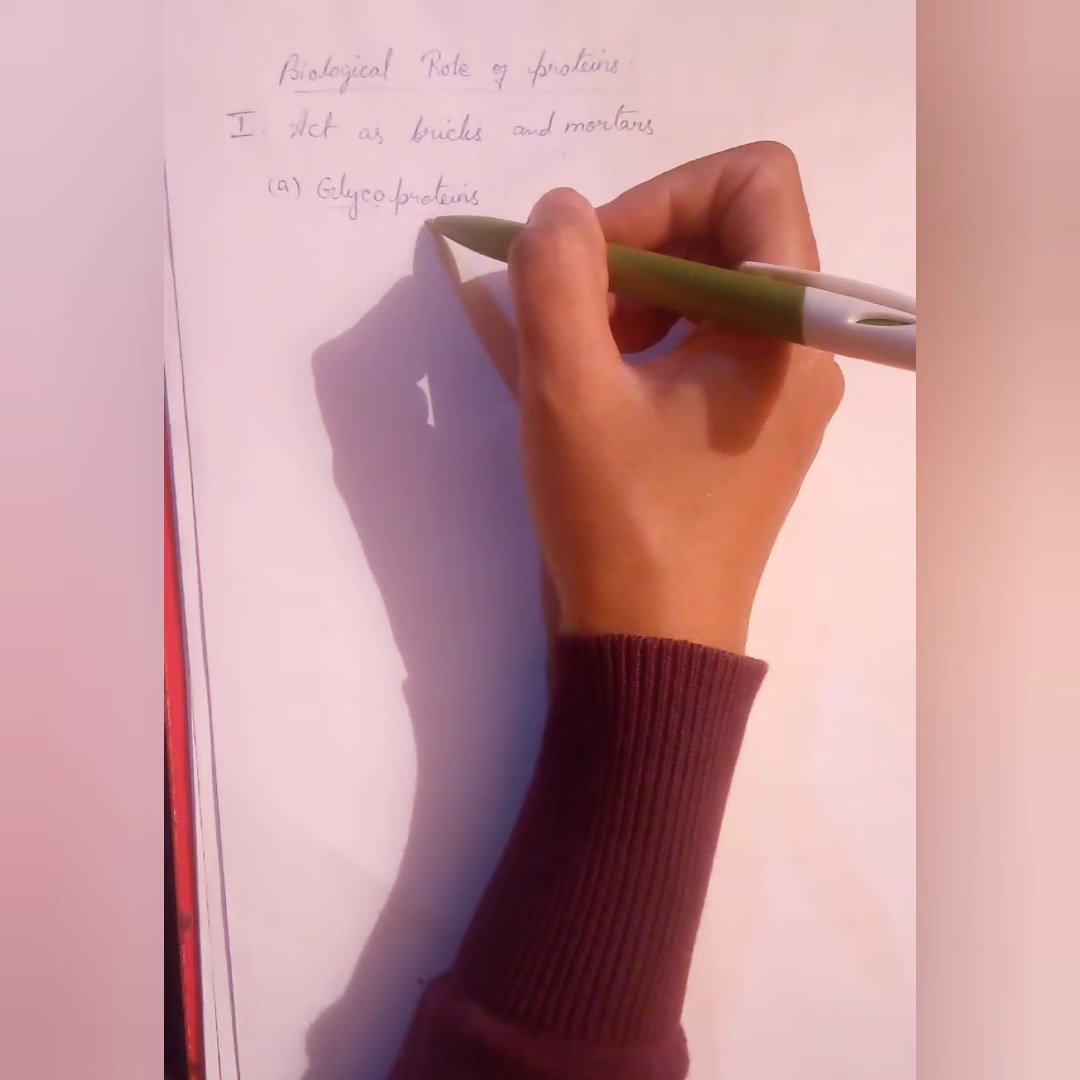 Biological Role of proteins:
I. Act as bricks and mortars
(a) Glycoproteins